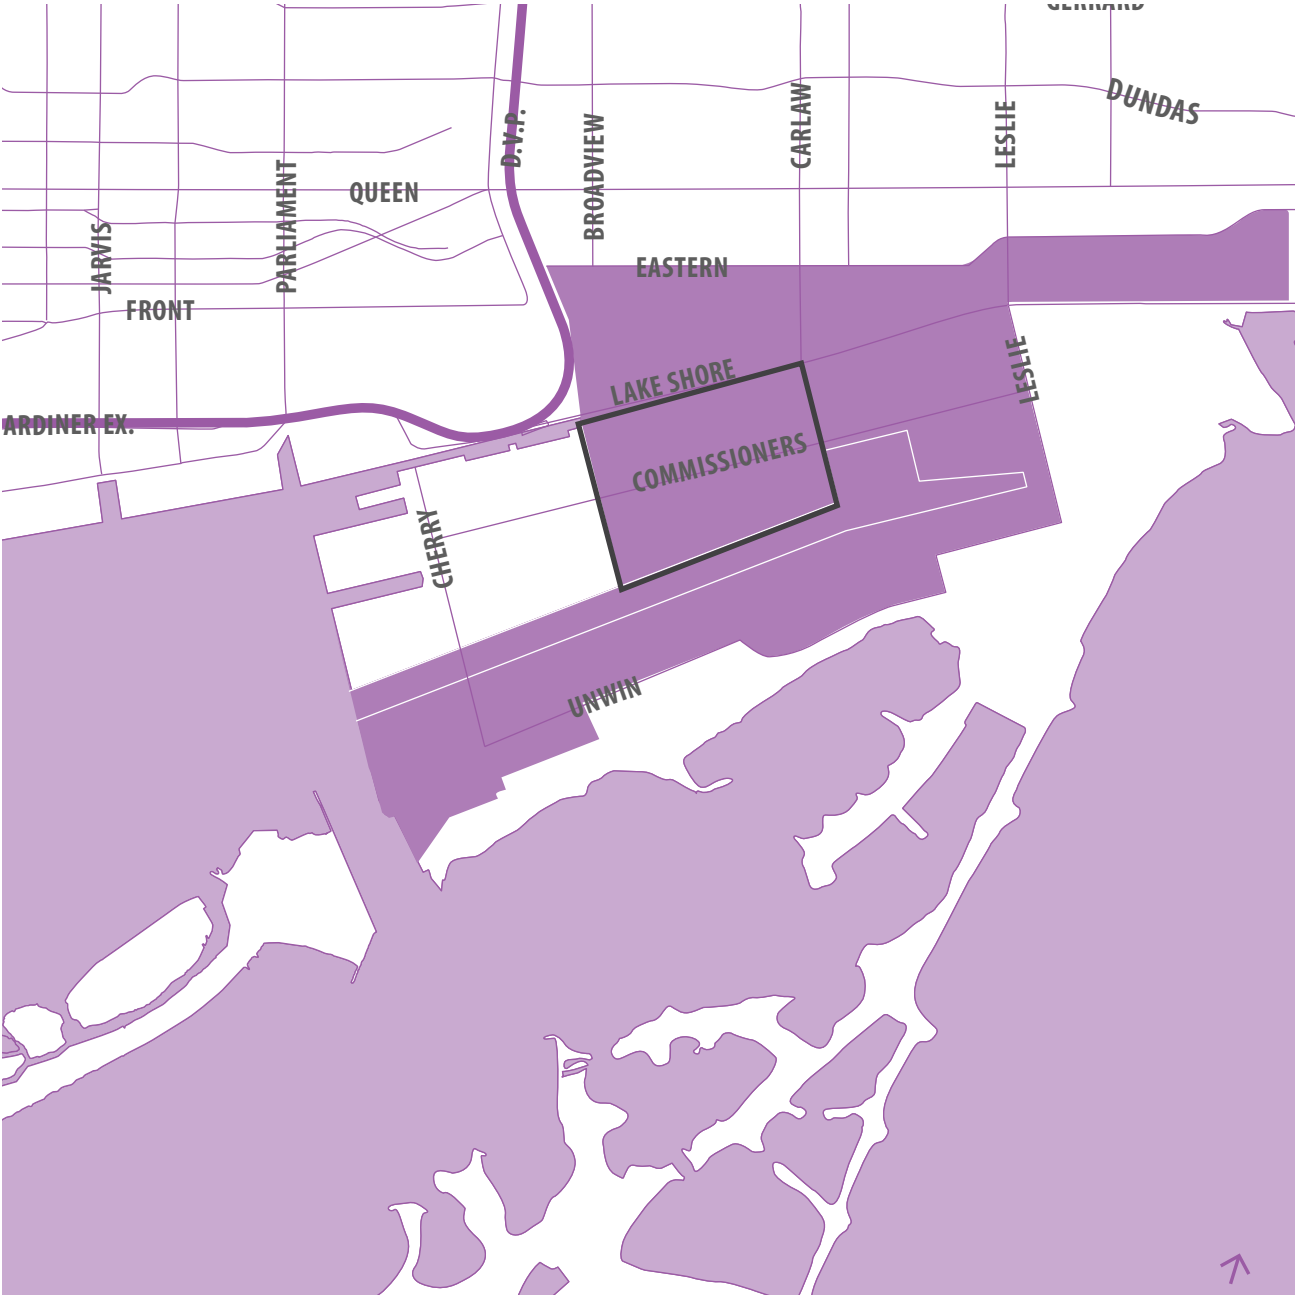 GERRARD
DUNDAS
D.V.P.
BROADVIEW
CARLAW
LESLIE
QUEEN
PARLIAMENT
JARVIS
EASTERN
FRONT
LAKE SHORE
LESLIE
ARDINER EX.
COMMISSIONERS
CHERRY
UNWIN